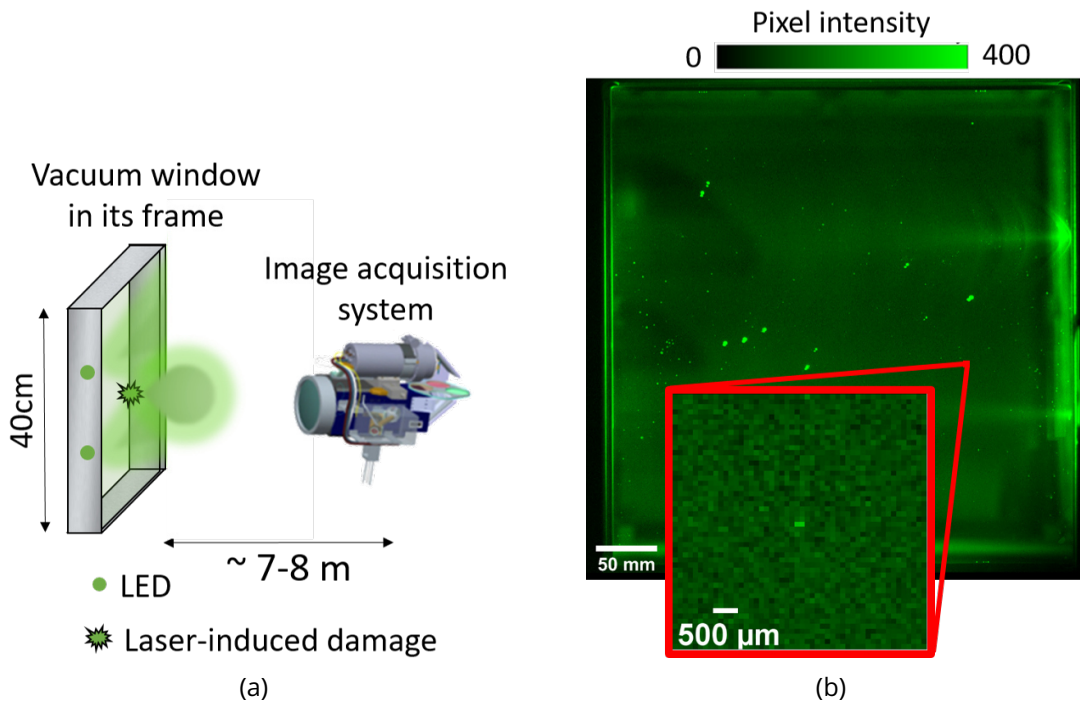 Vacuum window
in its frame
Image acquisition
system
40cm
~ 7-8 m
LED
Laser-induced damage
(a)
Pixel intensity
0
400
50 mm
500 µm
(b)